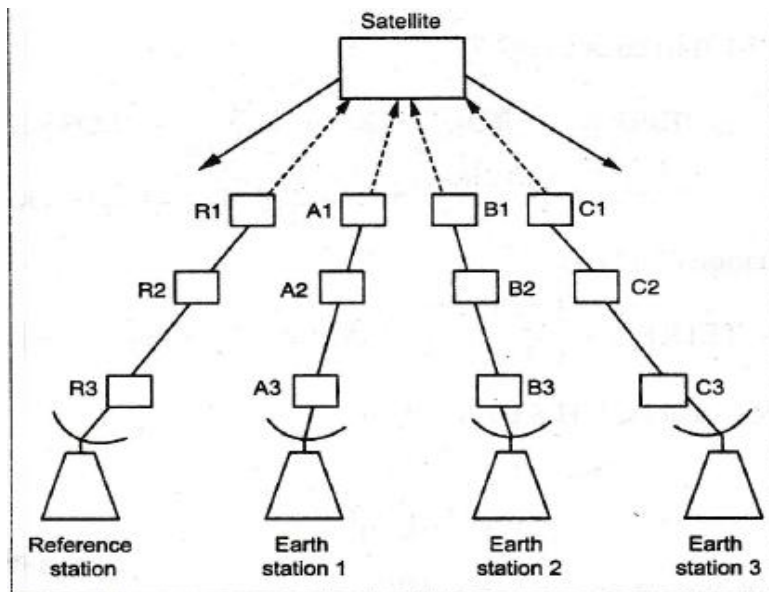 Satellite
R1
A1
B1
C1
R2
A2
B2
C2
R3
A3
B3
C3
Reference
station
Earth
station 1
Earth
station 2
Earth
station 3